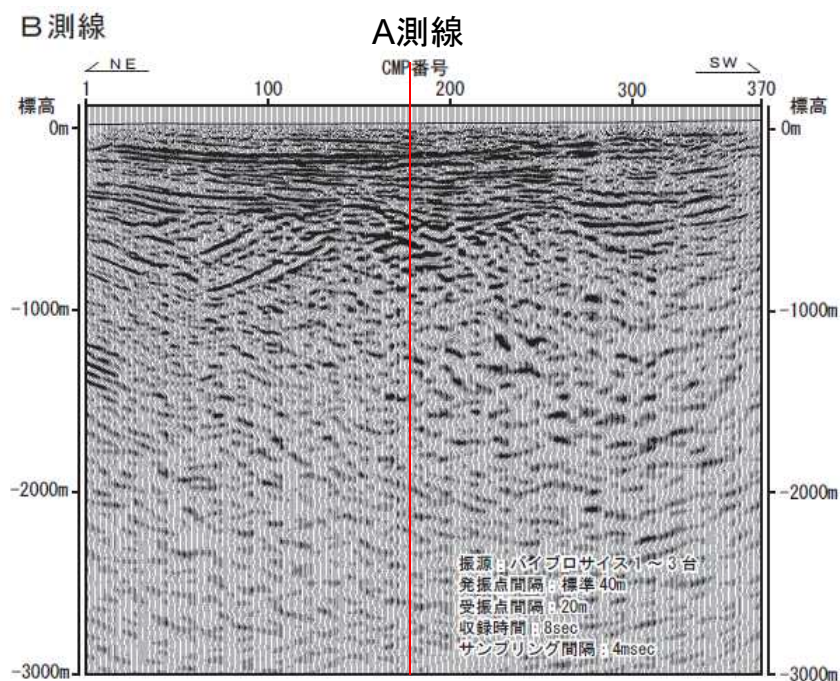 B測線
A測線
NE
CMP番号
SW
1 100 200 300 370
標高 標高
0m 0m
-1000m -1000m
-2000m -2000m
振源:バイブロサイス 1～3台
発振点間隔:標準 40m
受振点間隔:20m
収録時間:8sec
サンプリング間隔:4msec
-3000m -3000m